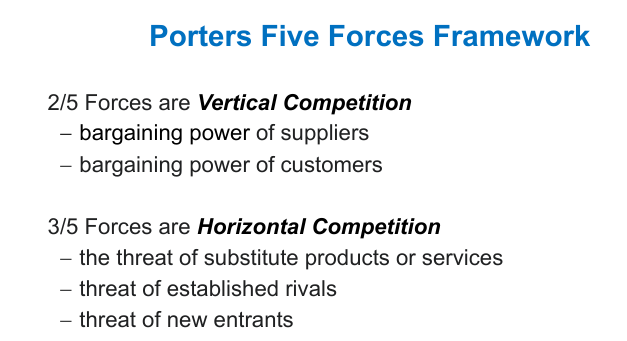 Porters Five Forces Framework
2/5 Forces are Vertical Competition
– bargaining power of suppliers
– bargaining power of customers
3/5 Forces are Horizontal Competition
– the threat of substitute products or services
– threat of established rivals
– threat of new entrants